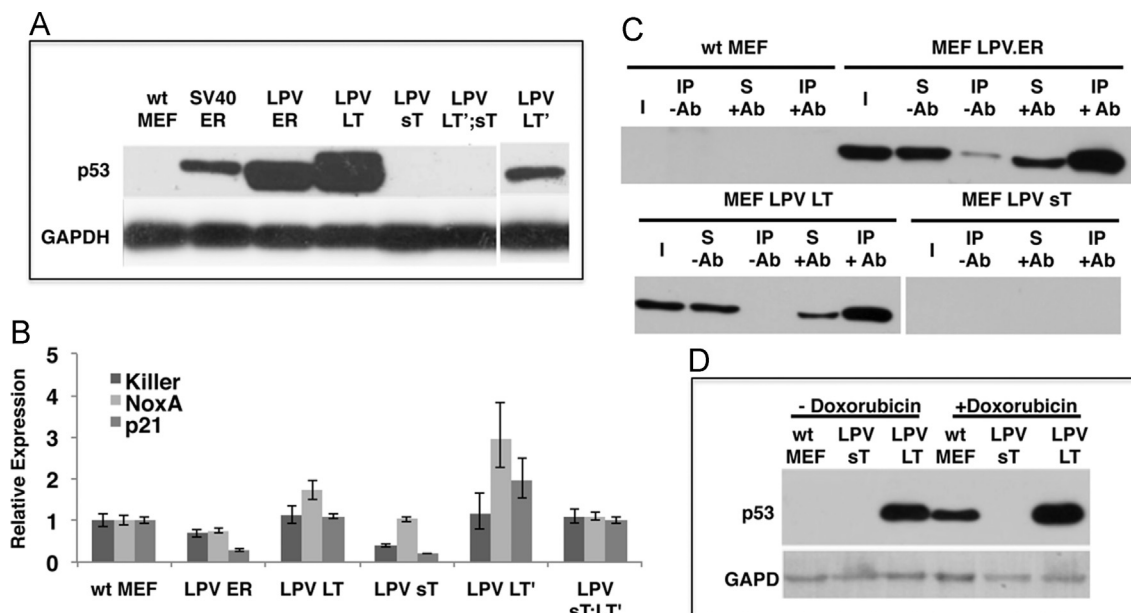 A
wt SV40 LPV LPV LPV LPV LPV
MEF ER ER LT sT LT';sT LT'
p53
GAPDH
B
5
4
3
2
1
0
Relative Expression
Killer
NoxA
p21
wt MEF LPV ER LPV LT LPV sT LPV LT' LPV
sT;LT'
C
wt MEF MEF LPV.ER
I IP S IP I S IP S IP
-Ab +Ab +Ab -Ab -Ab +Ab + Ab
MEF LPV LT MEF LPV sT
I S IP S IP I IP S IP
-Ab -Ab +Ab + Ab -Ab +Ab +Ab
D
- Doxorubicin +Doxorubicin
wt LPV LPV wt LPV LPV
MEF sT LT MEF sT LT
p53
GAPD